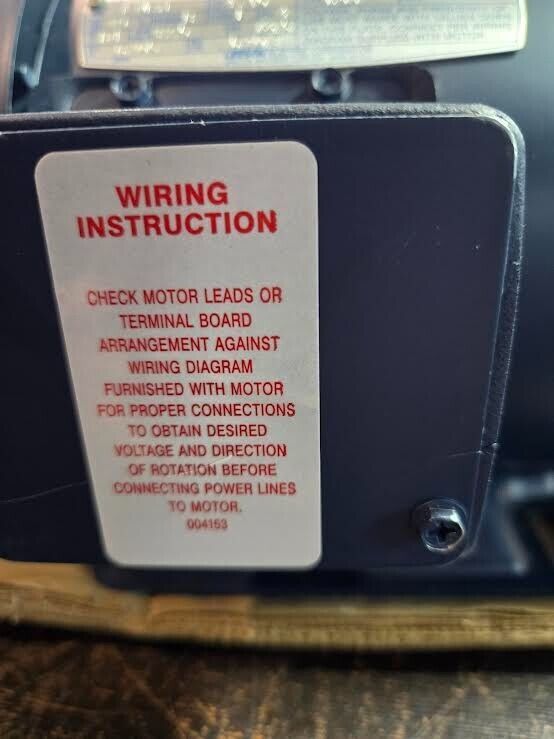 WIRING
INSTRUCTION
CHECK MOTOR LEADS OR
TERMINAL BOARD
ARRANGEMENT AGAINST
WIRING DIAGRAM
FURNISHED WITH MOTOR
FOR PROPER CONNECTIONS
TO OBTAIN DESIRED
VOLTAGE AND DIRECTION
OF ROTATION BEFORE
CONNECTING POWER LINES
TO MOTOR.
004153